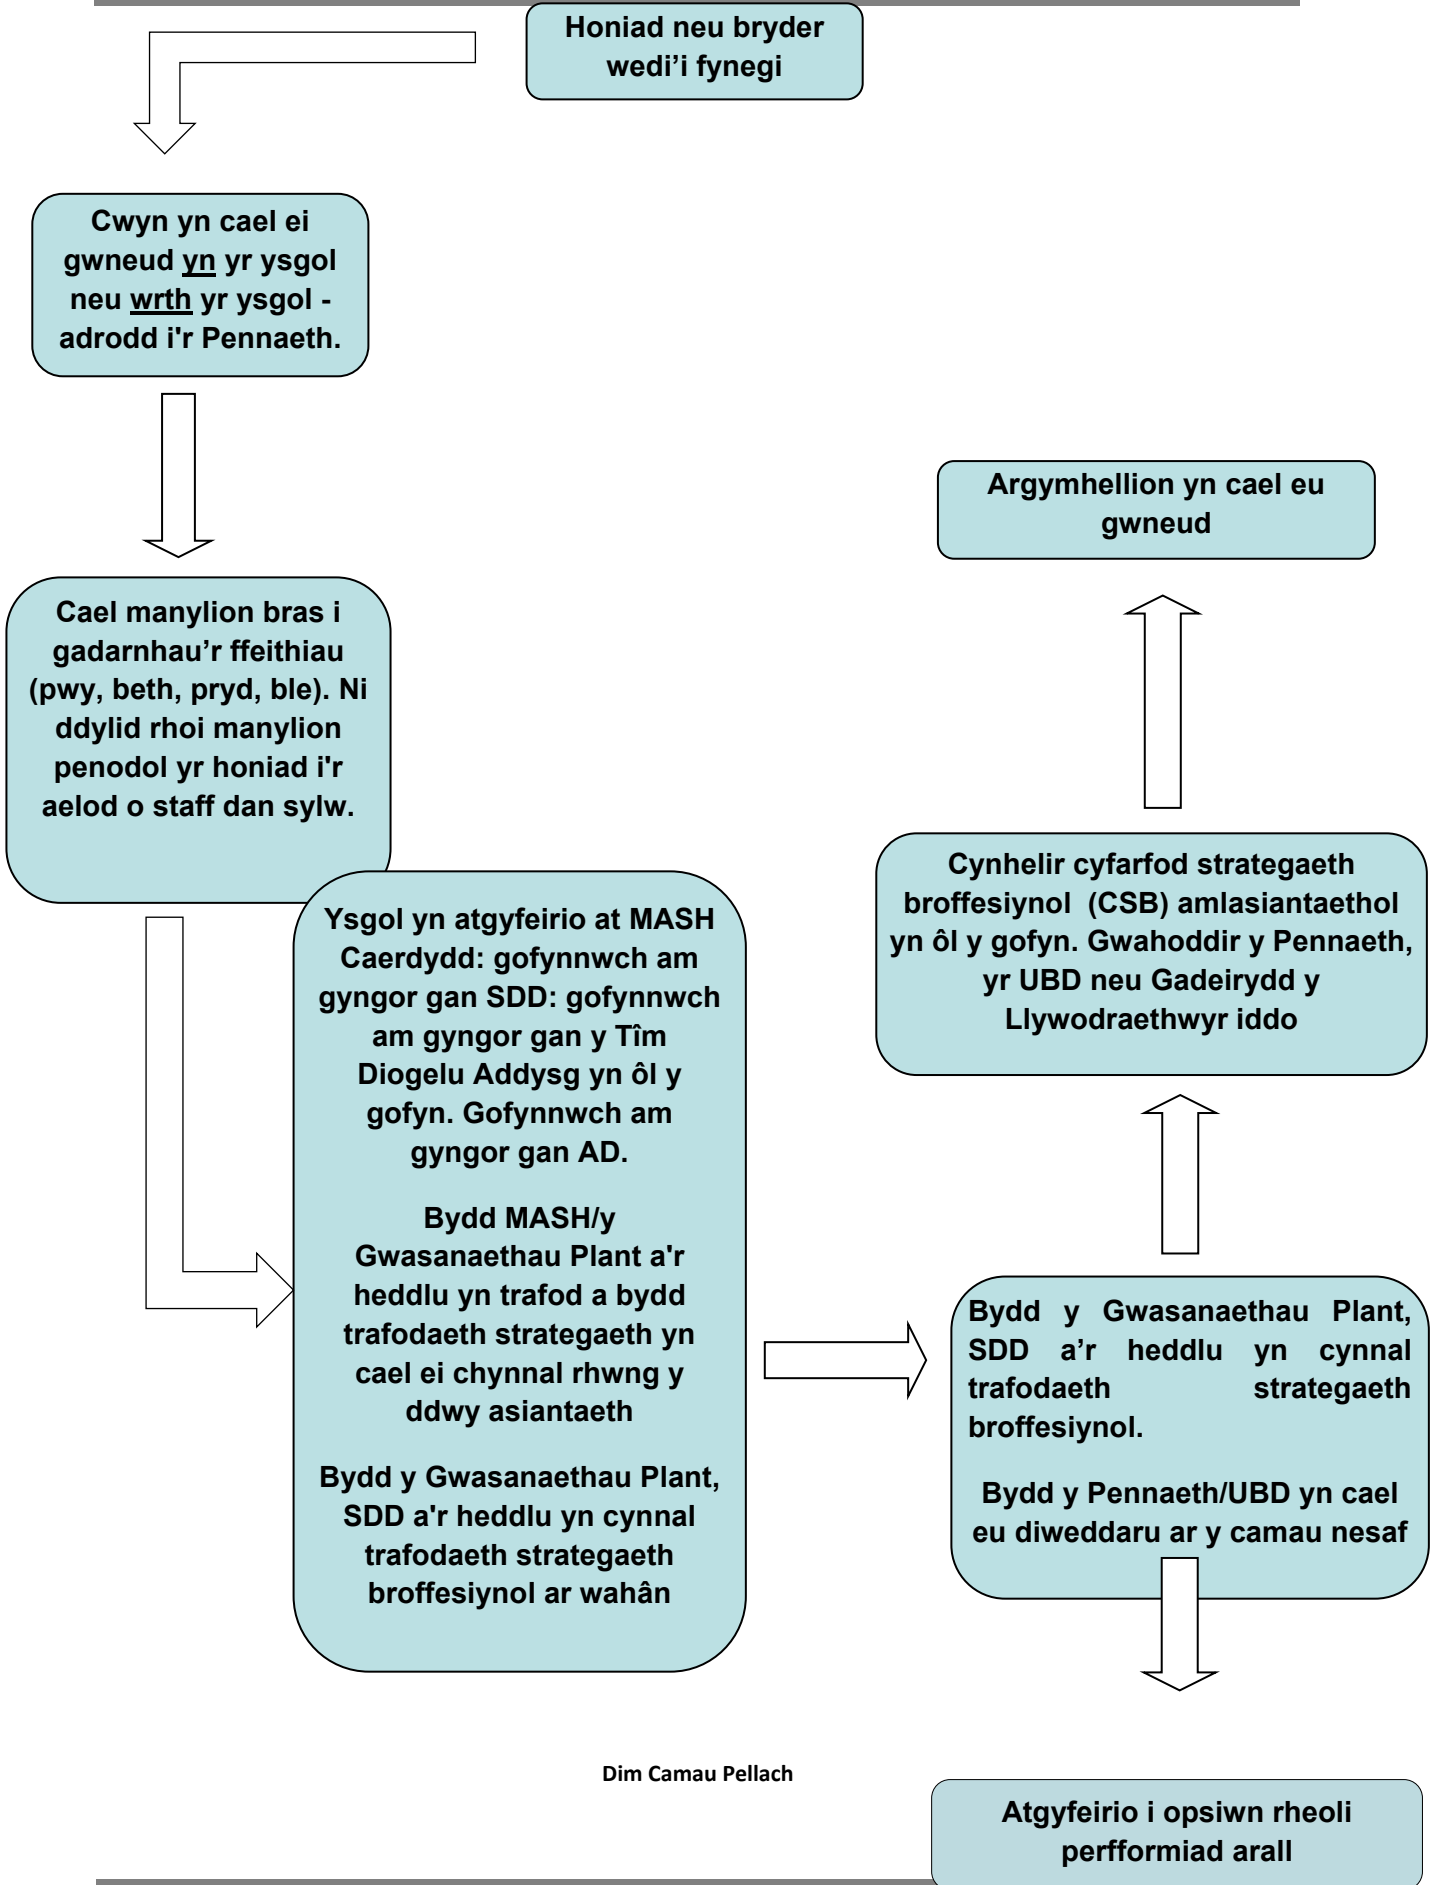 Honiad neu bryder
wedi’i fynegi
Cwyn yn cael ei
gwneud yn yr ysgol
neu wrth yr ysgol -
adrodd i'r Pennaeth.
Cael manylion bras i
gadarnhau’r ffeithiau
(pwy, beth, pryd, ble). Ni
ddylid rhoi manylion
penodol yr honiad i'r
aelod o staff dan sylw.
Ysgol yn atgyfeirio at MASH
Caerdydd: gofynnwch am
gyngor gan SDD: gofynnwch
am gyngor gan y Tîm
Diogelu Addysg yn ôl y
gofyn. Gofynnwch am
gyngor gan AD.
Bydd MASH/y
Gwasanaethau Plant a'r
heddlu yn trafod a bydd
trafodaeth strategaeth yn
cael ei chynnal rhwng y
ddwy asiantaeth
Bydd y Gwasanaethau Plant,
SDD a'r heddlu yn cynnal
trafodaeth strategaeth
broffesiynol ar wahân
Bydd y Gwasanaethau Plant,
SDD a’r heddlu yn cynnal
trafodaeth strategaeth
broffesiynol.
Bydd y Pennaeth/UBD yn cael
eu diweddaru ar y camau nesaf
Cynhelir cyfarfod strategaeth
broffesiynol (CSB) amlasiantaethol
yn ôl y gofyn. Gwahoddir y Pennaeth,
yr UBD neu Gadeirydd y
Llywodraethwyr iddo
Argymhellion yn cael eu
gwneud
Dim Camau Pellach
Atgyfeirio i opsiwn rheoli
perfformiad arall